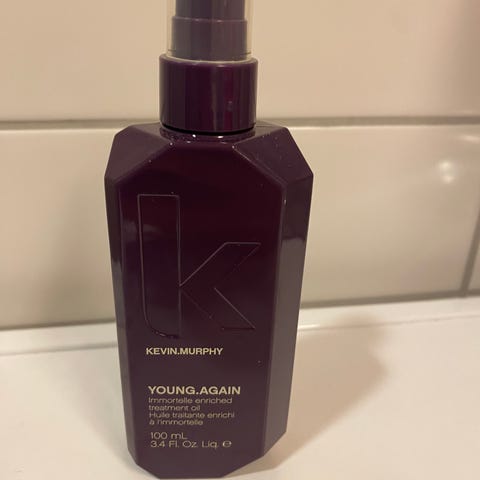 k
KEVIN.MURPHY
YOUNG.AGAIN
Immortelle enriched
treatment oil
Huile traitante enrichi
à l'immortelle
100 mL
3.4 Fl. Oz. Liq. ℮